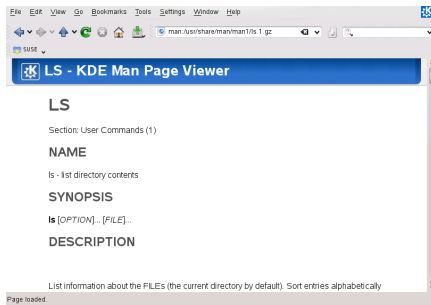 File Edit View Go Bookmarks Tools Settings Window Help
man:/usr/share/man/man1/ls.1.gz
SUSE
LS - KDE Man Page Viewer
LS
Section: User Commands (1)
NAME
ls - list directory contents
SYNOPSIS
ls [OPTION]... [FILE]...
DESCRIPTION
List information about the FILEs (the current directory by default). Sort entries alphabetically
Page loaded.